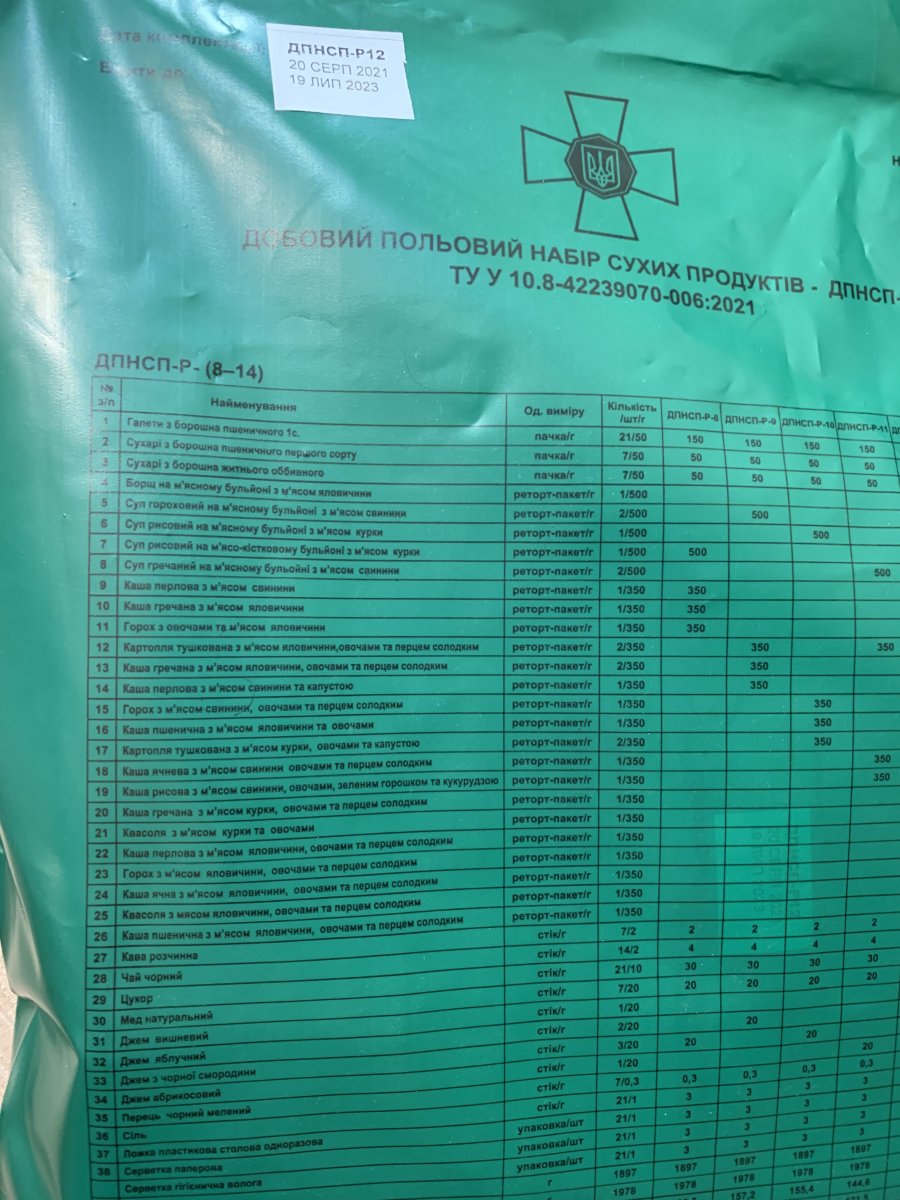 Дата комплектації:
Вжити до:
ДПНСП-Р12
20 СЕРП 2021
19 ЛИП 2023
ДОБОВИЙ ПОЛЬОВИЙ НАБІР СУХИХ ПРОДУКТІВ - ДПНСП-
ТУ У 10.8-42239070-006:2021
ДПНСП-Р- (8–14)
№ з/п Найменування Од. виміру Кількість /шт/г ДПНСП-Р-8 ДПНСП-Р-9 ДПНСП-Р-10 ДПНСП-Р-11
1 Галети з борошна пшеничного 1с. пачка/г 21/50 150 150 150 150
2 Сухарі з борошна пшеничного першого сорту пачка/г 7/50 50 50 50 50
3 Сухарі з борошна житнього оббивного пачка/г 7/50 50 50 50 50
4 Борщ на м'ясному бульйоні з м'ясом яловичини реторт-пакет/г 1/500
5 Суп гороховий на м'ясному бульйоні з м'ясом свинини реторт-пакет/г 2/500 500
6 Суп рисовий на м'ясному бульйоні з м'ясом курки реторт-пакет/г 1/500 500
7 Суп рисовий на м'ясо-кістковому бульйоні з м'ясом курки реторт-пакет/г 1/500 500
8 Суп гречаний на м'ясному бульойні з м'ясом свинини реторт-пакет/г 2/500 500
9 Каша перлова з м'ясом свинини реторт-пакет/г 1/350 350
10 Каша гречана з м'ясом яловичини реторт-пакет/г 1/350 350
11 Горох з овочами та м'ясом яловичини реторт-пакет/г 1/350 350
12 Картопля тушкована з м'ясом яловичини,овочами та перцем солодким реторт-пакет/г 2/350 350 350
13 Каша гречана з м'ясом яловичини, овочами та перцем солодким реторт-пакет/г 2/350 350
14 Каша перлова з м'ясом свинини та капустою реторт-пакет/г 1/350 350
15 Горох з м'ясом свинини, овочами та перцем солодким реторт-пакет/г 1/350 350
16 Каша пшенична з м'ясом яловичини та овочами реторт-пакет/г 1/350 350
17 Картопля тушкована з м'ясом курки, овочами та капустою реторт-пакет/г 2/350 350
18 Каша ячнева з м'ясом свинини овочами та перцем солодким реторт-пакет/г 1/350 350
19 Каша рисова з м'ясом свинини, овочами, зеленим горошком та кукурудзою реторт-пакет/г 1/350 350
20 Каша гречана з м'ясом курки, овочами та перцем солодким реторт-пакет/г 1/350
21 Квасоля з м'ясом курки та овочами реторт-пакет/г 1/350
22 Каша перлова з м'ясом яловичини, овочами та перцем солодким реторт-пакет/г 1/350
23 Горох з м'ясом яловичини, овочами та перцем солодким реторт-пакет/г 1/350
24 Каша ячна з м'ясом яловичини, овочами та перцем солодким реторт-пакет/г 1/350
25 Квасоля з мясом яловичини, овочами та перцем солодким реторт-пакет/г 1/350
26 Каша пшенична з м'ясом яловичини, овочами та перцем солодким
27 Кава розчинна стік/г 7/2 2 2 2 2
28 Чай чорний стік/г 14/2 4 4 4 4
29 Цукор стік/г 21/10 30 30 30 30
30 Мед натуральний стік/г 7/20 20 20 20 20
31 Джем вишневий стік/г 1/20
32 Джем яблучний стік/г 2/20 20
33 Джем з чорної смородини стік/г 3/20 20 20
34 Джем абрикосовий стік/г 1/20 20
35 Перець чорний мелений стік/г 7/0,3 0,3 0,3 0,3 0,3
36 Сіль стік/г 21/1 3 3 3 3
37 Ложка пластикова столова одноразова упаковка/шт 21/1 3 3 3 3
38 Серветка паперова упаковка/шт 21/1 3 3 3 3
Серветка гігієнічна волога
г 1897 1897 1897 1897 1897
1978 1978 1978 1978 1978
157,2 155,4 144,6